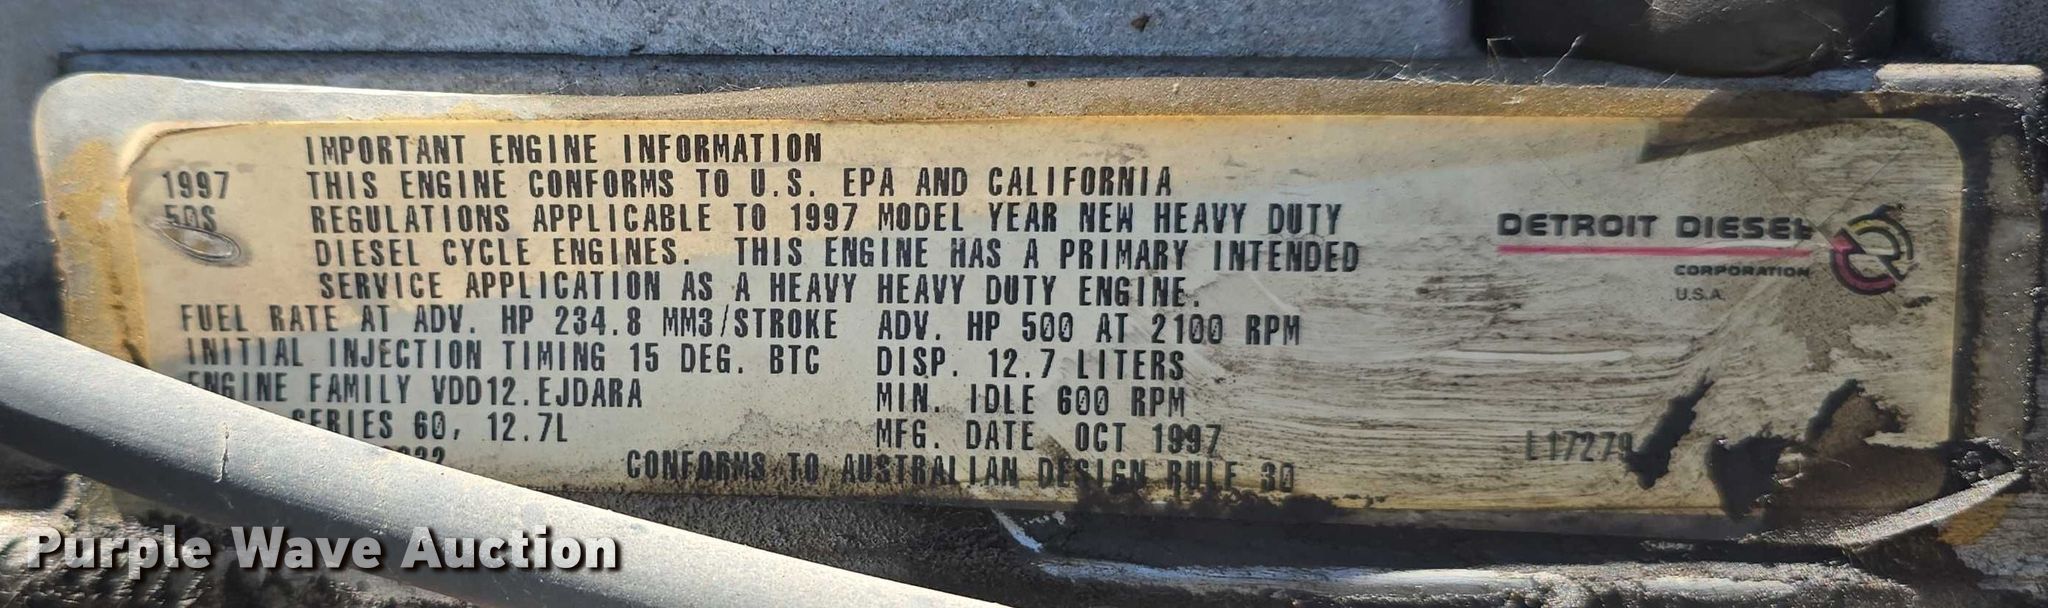 IMPORTANT ENGINE INFORMATION
1997 THIS ENGINE CONFORMS TO U.S. EPA AND CALIFORNIA
50S REGULATIONS APPLICABLE TO 1997 MODEL YEAR NEW HEAVY DUTY
DIESEL CYCLE ENGINES. THIS ENGINE HAS A PRIMARY INTENDED
SERVICE APPLICATION AS A HEAVY HEAVY DUTY ENGINE.
FUEL RATE AT ADV. HP 234.8 MM3/STROKE ADV. HP 500 AT 2100 RPM
INITIAL INJECTION TIMING 15 DEG. BTC DISP. 12.7 LITERS
ENGINE FAMILY VDD12.EJDARA MIN. IDLE 600 RPM
SERIES 60, 12.7L MFG. DATE OCT 1997
CONFORMS TO AUSTRALIAN DESIGN RULE 30
DETROIT DIESEL
CORPORATION
U.S.A.
L17279
Purple Wave Auction